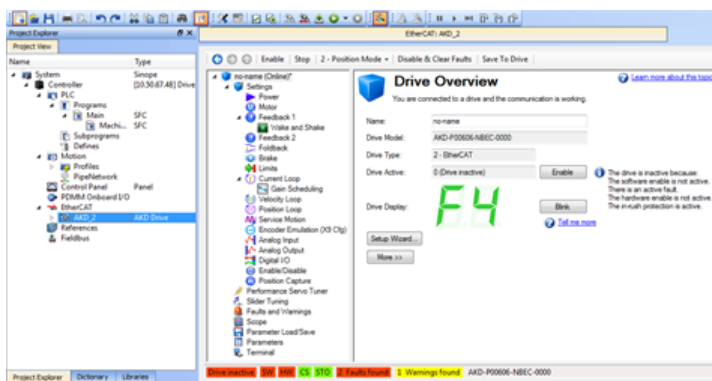 Project Explorer
EtherCAT: AKD_2
Project View
Name Type
System Sinope
Controller [10.50.67.48] Drive
PLC
Programs
Main SFC
Machi... SFC
Subprograms
Defines
Motion
Profiles
PipeNetwork
Control Panel Panel
PDMM Onboard I/O
EtherCAT
AKD_2 AKD Drive
References
Fieldbus
Project Explorer Dictionary Libraries
Enable Stop 2 - Position Mode Disable & Clear Faults Save To Drive
no-name (Online)*
Settings
Power
Motor
Feedback 1
Wake and Shake
Feedback 2
Foldback
Brake
Limits
Current Loop
Gain Scheduling
Velocity Loop
Position Loop
Service Motion
Encoder Emulation (X9 Cfg)
Analog Input
Analog Output
Digital I/O
Enable/Disable
Position Capture
Performance Servo Tuner
Slider Tuning
Faults and Warnings
Scope
Parameter Load/Save
Parameters
Terminal
Drive Overview
Learn more about this topic
You are connected to a drive and the communication is working.
Name: no-name
Drive Model: AKD-P00606-NBEC-0000
Drive Type: 2 - EtherCAT
Drive Active: 0 (Drive inactive) Enable
The drive is inactive because:
The software enable is not active.
There is an active fault.
The hardware enable is not active.
The in-rush protection is active.
Drive Display: F4 Blink
Tell me more
Setup Wizard...
More >>
Drive inactive SW HW CS STO 2 Faults found 1 Warnings found AKD-P00606-NBEC-0000